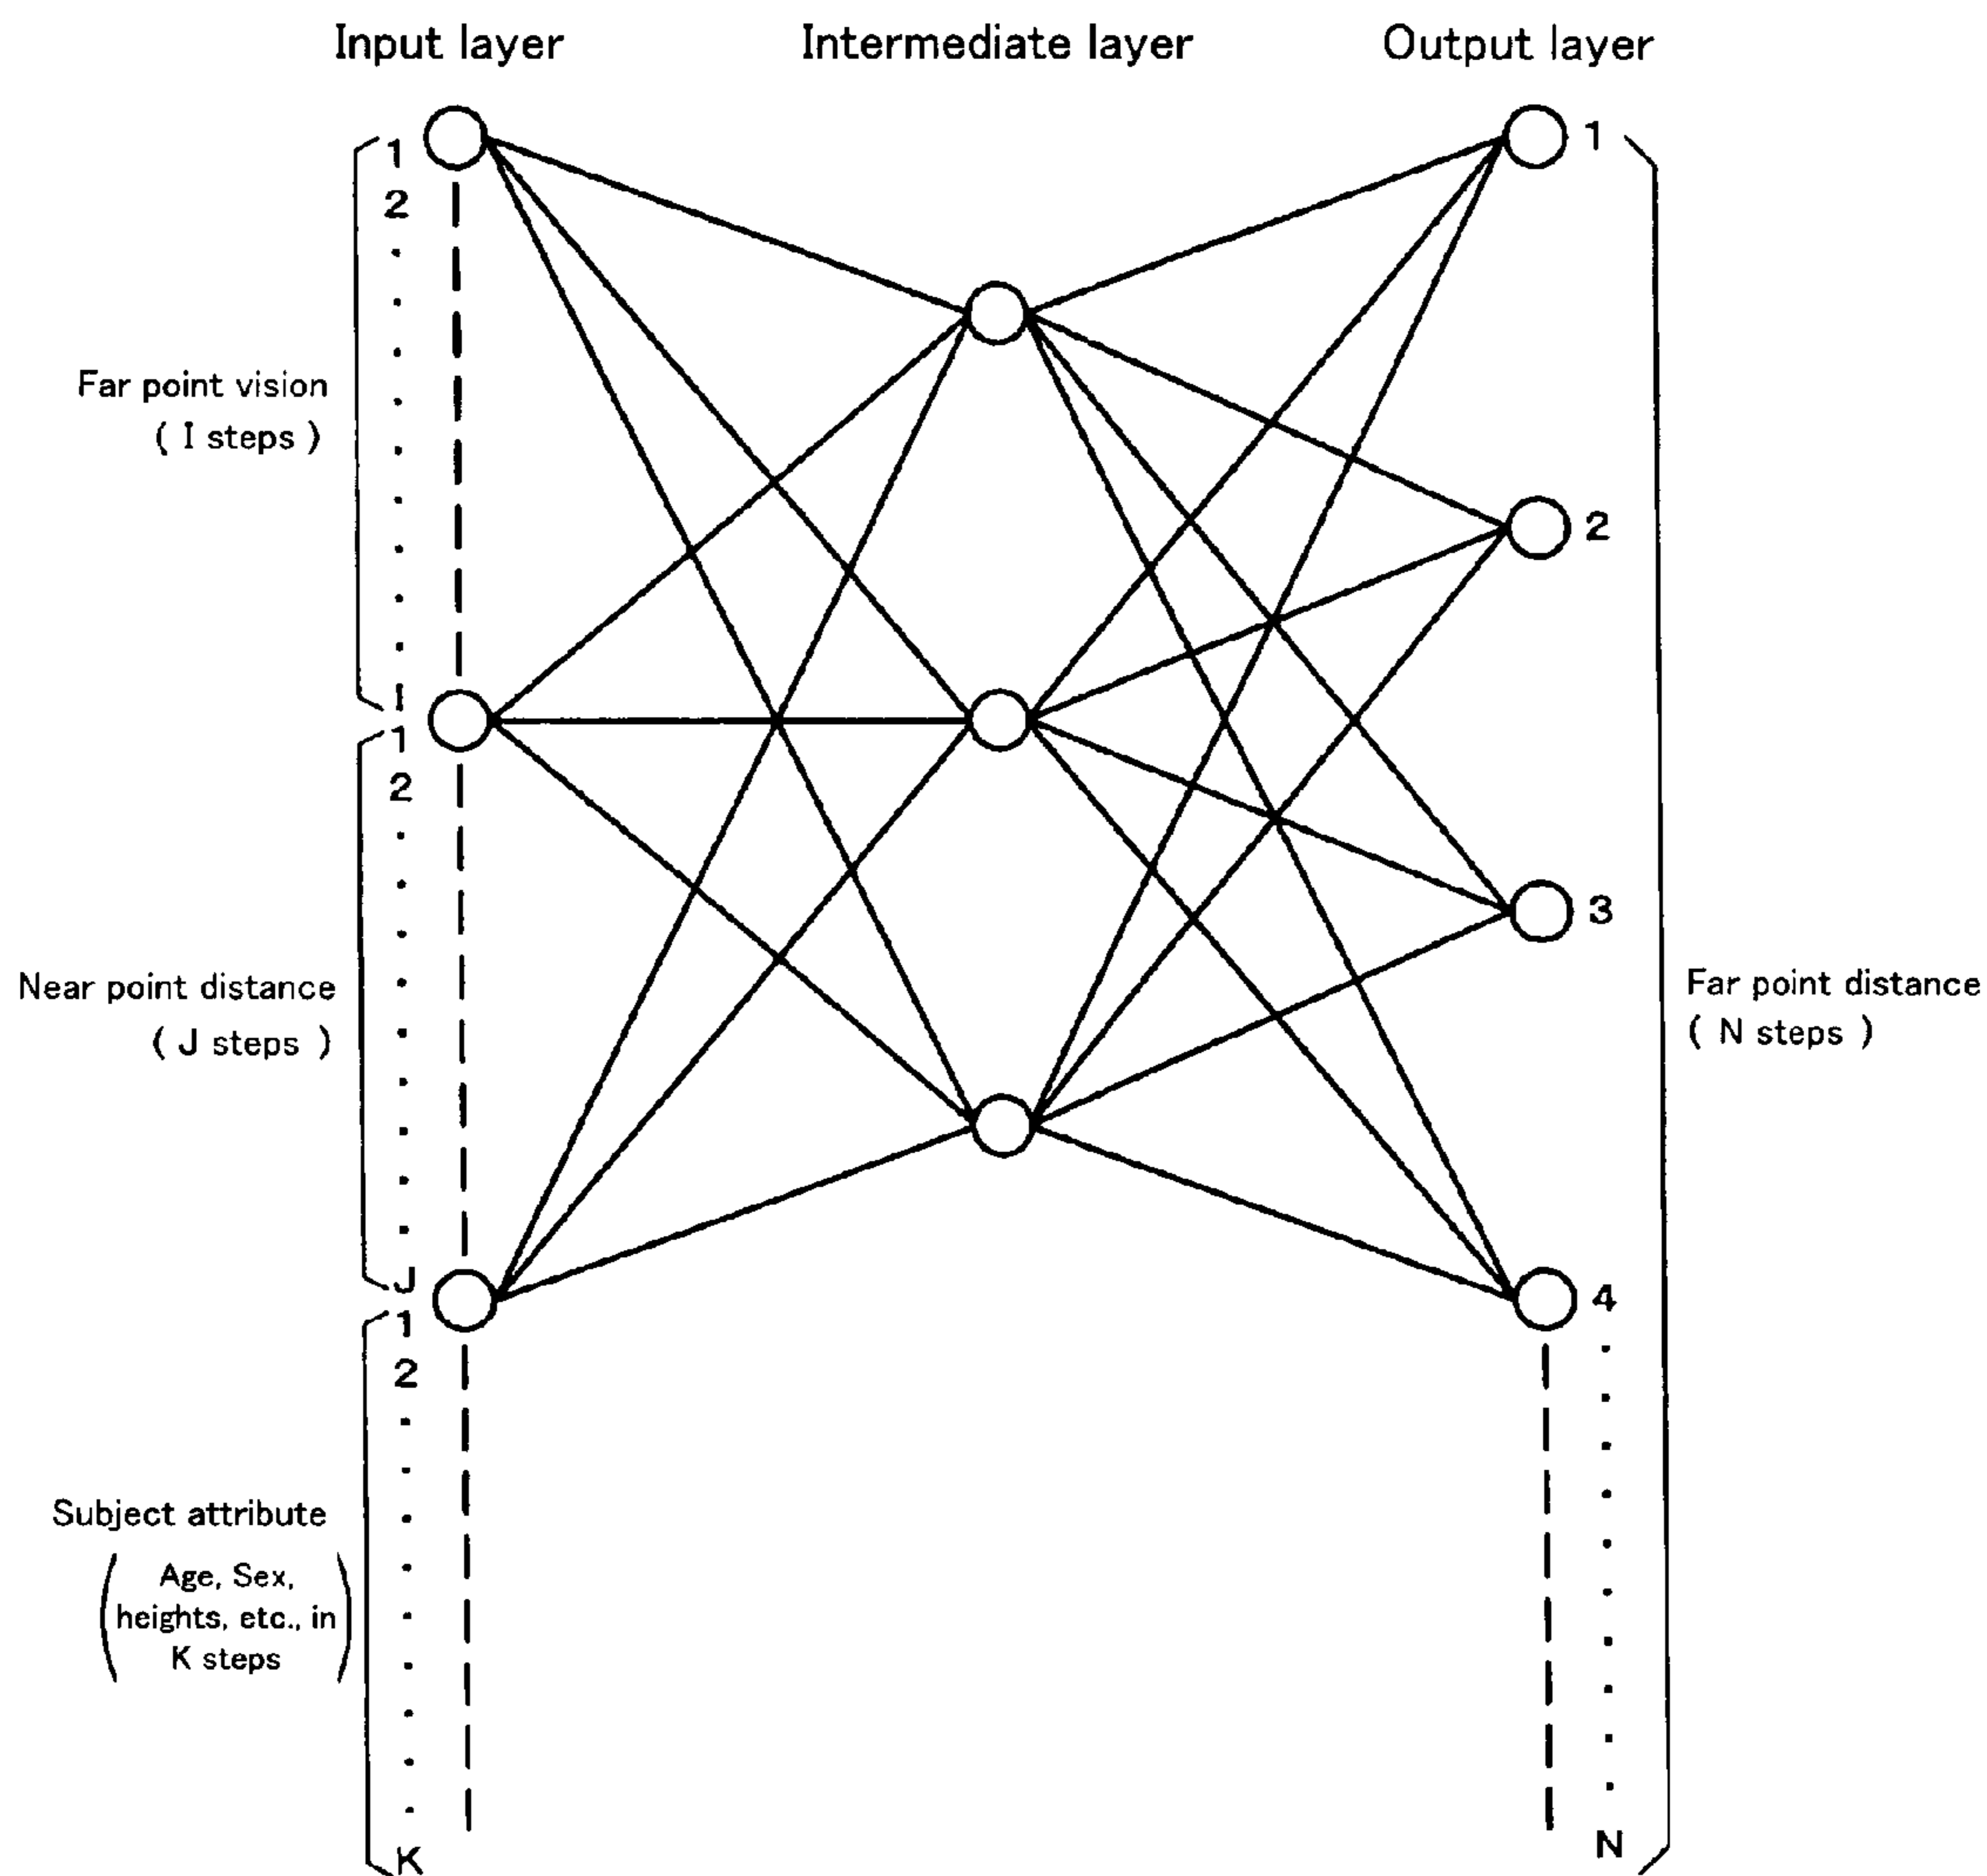 Input layer
Intermediate layer
Output layer
1
2
I
Far point vision
( I steps )
1
2
J
Near point distance
( J steps )
1
2
K
Subject attribute
( Age, Sex,
heights, etc., in
K steps )
1
2
3
4
N
Far point distance
( N steps )